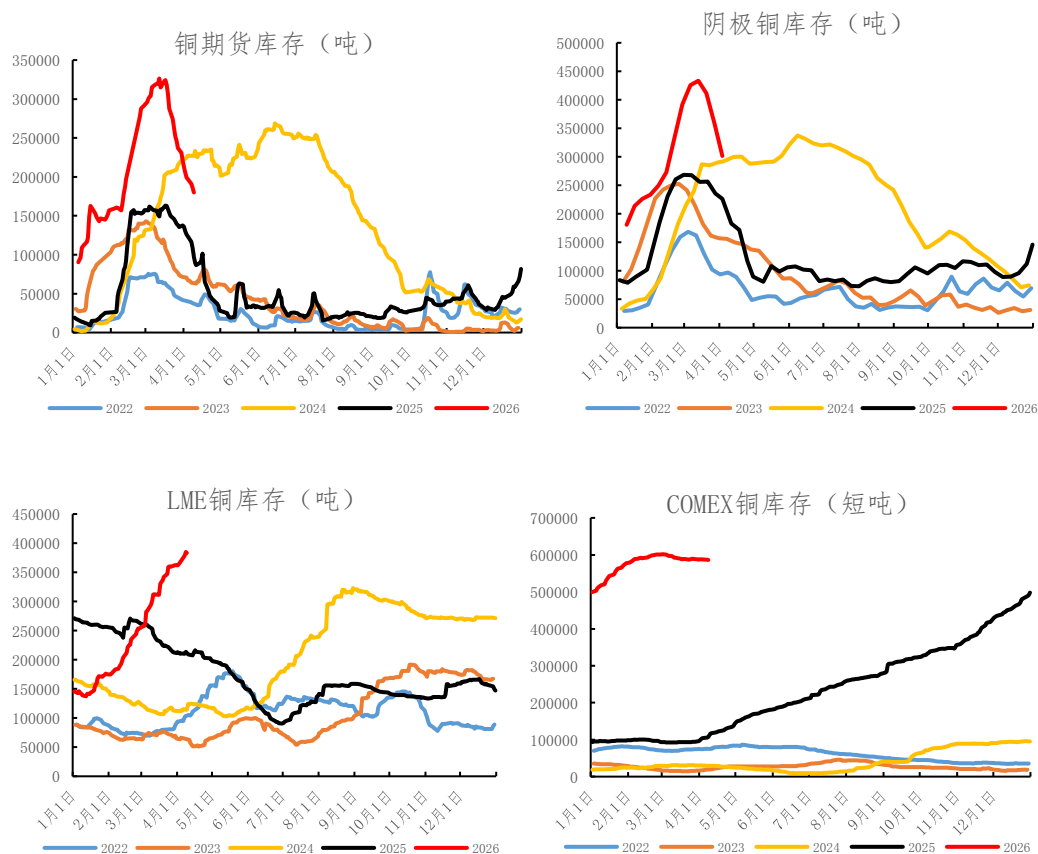 铜期货库存（吨）
350000
300000
250000
200000
150000
100000
50000
0
1月1日
2月1日
3月1日
4月1日
5月1日
6月1日
7月1日
8月1日
9月1日
10月1日
11月1日
12月1日
2022 2023 2024 2025 2026
阴极铜库存（吨）
500000
450000
400000
350000
300000
250000
200000
150000
100000
50000
0
1月1日
2月1日
3月1日
4月1日
5月1日
6月1日
7月1日
8月1日
9月1日
10月1日
11月1日
12月1日
2022 2023 2024 2025 2026
LME铜库存（吨）
450000
400000
350000
300000
250000
200000
150000
100000
50000
0
1月1日
2月1日
3月1日
4月1日
5月1日
6月1日
7月1日
8月1日
9月1日
10月1日
11月1日
12月1日
2022 2023 2024 2025 2026
COMEX铜库存（短吨）
700000
600000
500000
400000
300000
200000
100000
0
1月1日
2月1日
3月1日
4月1日
5月1日
6月1日
7月1日
8月1日
9月1日
10月1日
11月1日
12月1日
2022 2023 2024 2025 2026